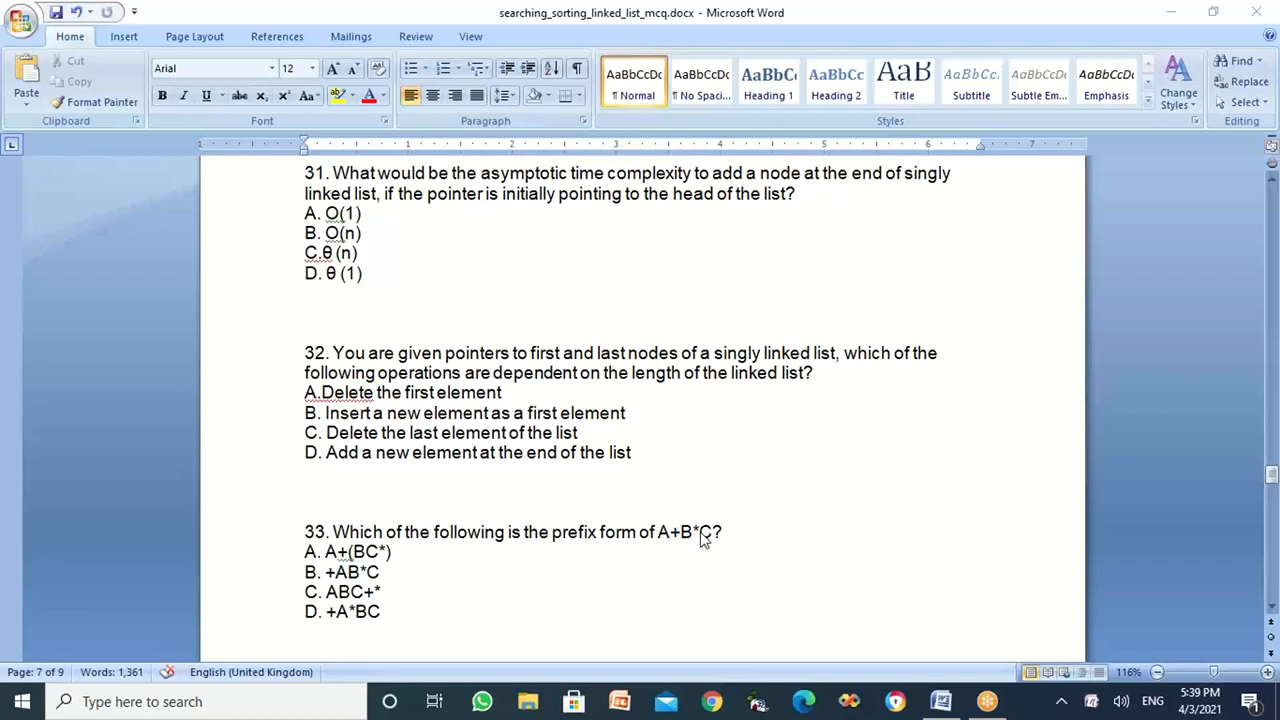 searching_sorting_linked_list_mcq.docx - Microsoft Word
Home Insert Page Layout References Mailings Review View
Paste
Cut
Copy
Format Painter
Clipboard
Arial 12
Font
Paragraph
AaBbCcDc AaBbCcDc AaBbC AaBbCc AaB AaBbCc. AaBbCcDc AaBbCcDc
¶ Normal ¶ No Spaci... Heading 1 Heading 2 Title Subtitle Subtle Em... Emphasis
Change Styles
Styles
Find
Replace
Select
Editing
1 1 2 3 4 5 6 7
31. What would be the asymptotic time complexity to add a node at the end of singly
linked list, if the pointer is initially pointing to the head of the list?
A. O(1)
B. O(n)
C.θ (n)
D. θ (1)
32. You are given pointers to first and last nodes of a singly linked list, which of the
following operations are dependent on the length of the linked list?
A.Delete the first element
B. Insert a new element as a first element
C. Delete the last element of the list
D. Add a new element at the end of the list
33. Which of the following is the prefix form of A+B*C?
A. A+(BC*)
B. +AB*C
C. ABC+*
D. +A*BC
Page: 7 of 9 Words: 1,361 English (United Kingdom) 116%
Type here to search
ENG
5:39 PM
4/3/2021